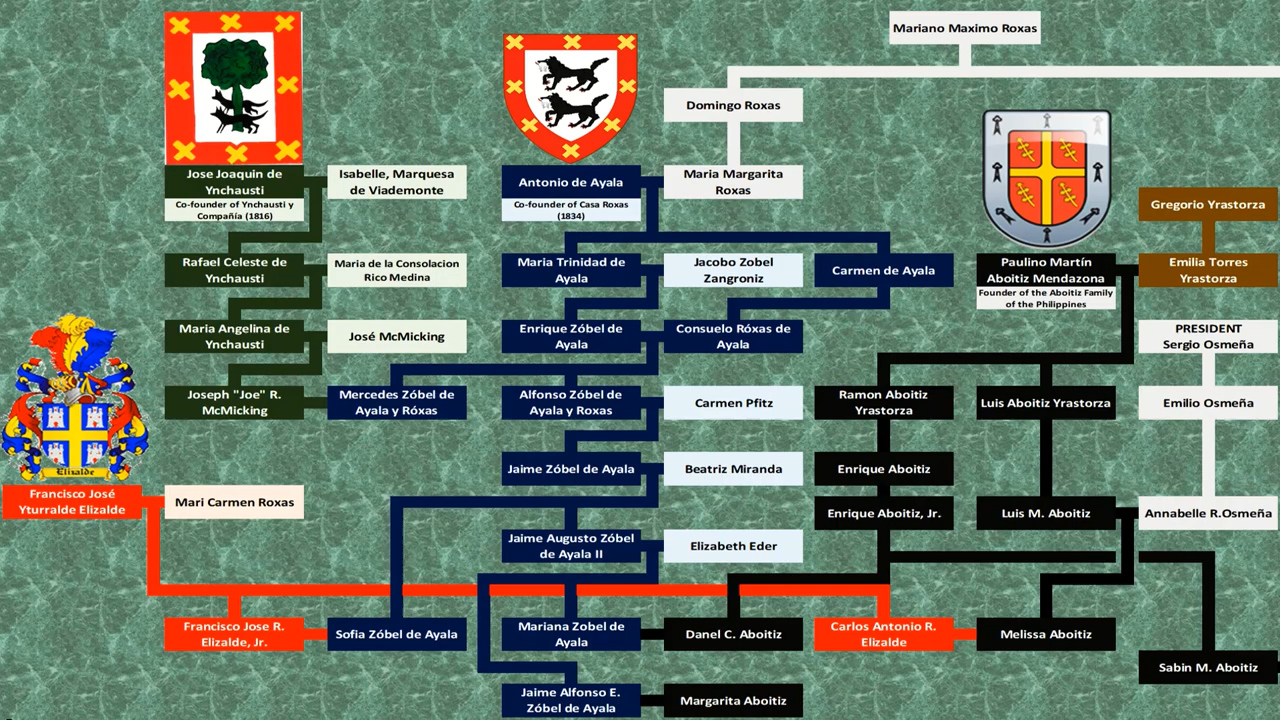 Mariano Maximo Roxas
Domingo Roxas
Jose Joaquin de
Ynchausti
Co-founder of Ynchausti y
Compañía (1816)
Isabelle, Marquesa
de Viademonte
Antonio de Ayala
Co-founder of Casa Roxas
(1834)
Maria Margarita
Roxas
Gregorio Yrastorza
Rafael Celeste de
Ynchausti
Maria de la Consolacion
Rico Medina
Maria Trinidad de
Ayala
Jacobo Zobel
Zangroniz
Carmen de Ayala
Paulino Martín
Aboitiz Mendazona
Founder of the Aboitiz Family
of the Philippines
Emilia Torres
Yrastorza
Maria Angelina de
Ynchausti
José McMicking
Enrique Zóbel de
Ayala
Consuelo Róxas de
Ayala
PRESIDENT
Sergio Osmeña
Joseph "Joe" R.
McMicking
Mercedes Zóbel de
Ayala y Róxas
Alfonso Zóbel de
Ayala y Roxas
Carmen Pfitz
Ramon Aboitiz
Yrastorza
Luis Aboitiz Yrastorza
Emilio Osmeña
Elizalde
Jaime Zóbel de Ayala
Beatriz Miranda
Enrique Aboitiz
Francisco José
Yturralde Elizalde
Mari Carmen Roxas
Enrique Aboitiz, Jr.
Luis M. Aboitiz
Annabelle R.Osmeña
Jaime Augusto Zóbel
de Ayala II
Elizabeth Eder
Francisco Jose R.
Elizalde, Jr.
Sofia Zóbel de Ayala
Mariana Zobel de
Ayala
Danel C. Aboitiz
Carlos Antonio R.
Elizalde
Melissa Aboitiz
Sabin M. Aboitiz
Jaime Alfonso E.
Zóbel de Ayala
Margarita Aboitiz